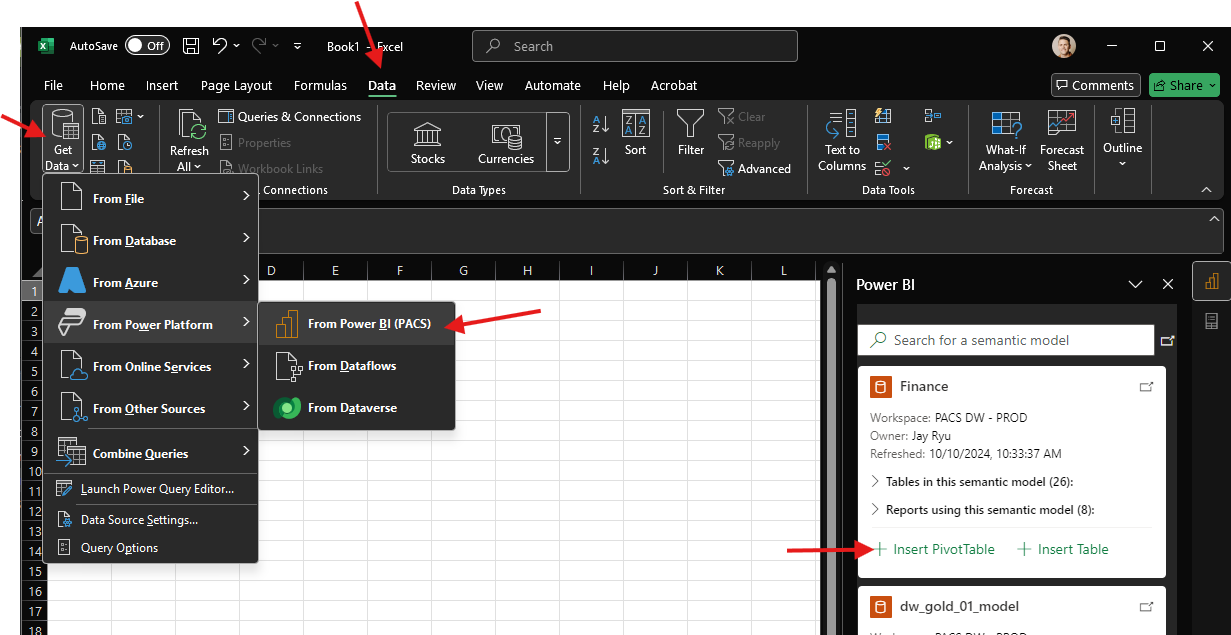 AutoSave Off Book1 - Excel Search
File Home Insert Page Layout Formulas Data Review View Automate Help Acrobat Comments Share
Get
Data
Refresh
All
Queries & Connections
Properties
Workbook Links
Connections
Stocks Currencies
Data Types
Sort
Filter
Clear
Reapply
Advanced
Sort & Filter
Text to
Columns
Data Tools
What-If
Analysis
Forecast
Sheet
Forecast
Outline
From File
From Database
From Azure
From Power Platform
From Online Services
From Other Sources
Combine Queries
Launch Power Query Editor...
Data Source Settings...
Query Options
From Power BI (PACS)
From Dataflows
From Dataverse
D E F G H I J K L
1
2
3
4
5
6
7
8
9
10
11
12
13
14
15
16
17
18
Power BI
Search for a semantic model
Finance
Workspace: PACS DW - PROD
Owner: Jay Ryu
Refreshed: 10/10/2024, 10:33:37 AM
Tables in this semantic model (26):
Reports using this semantic model (8):
Insert PivotTable Insert Table
dw_gold_01_model